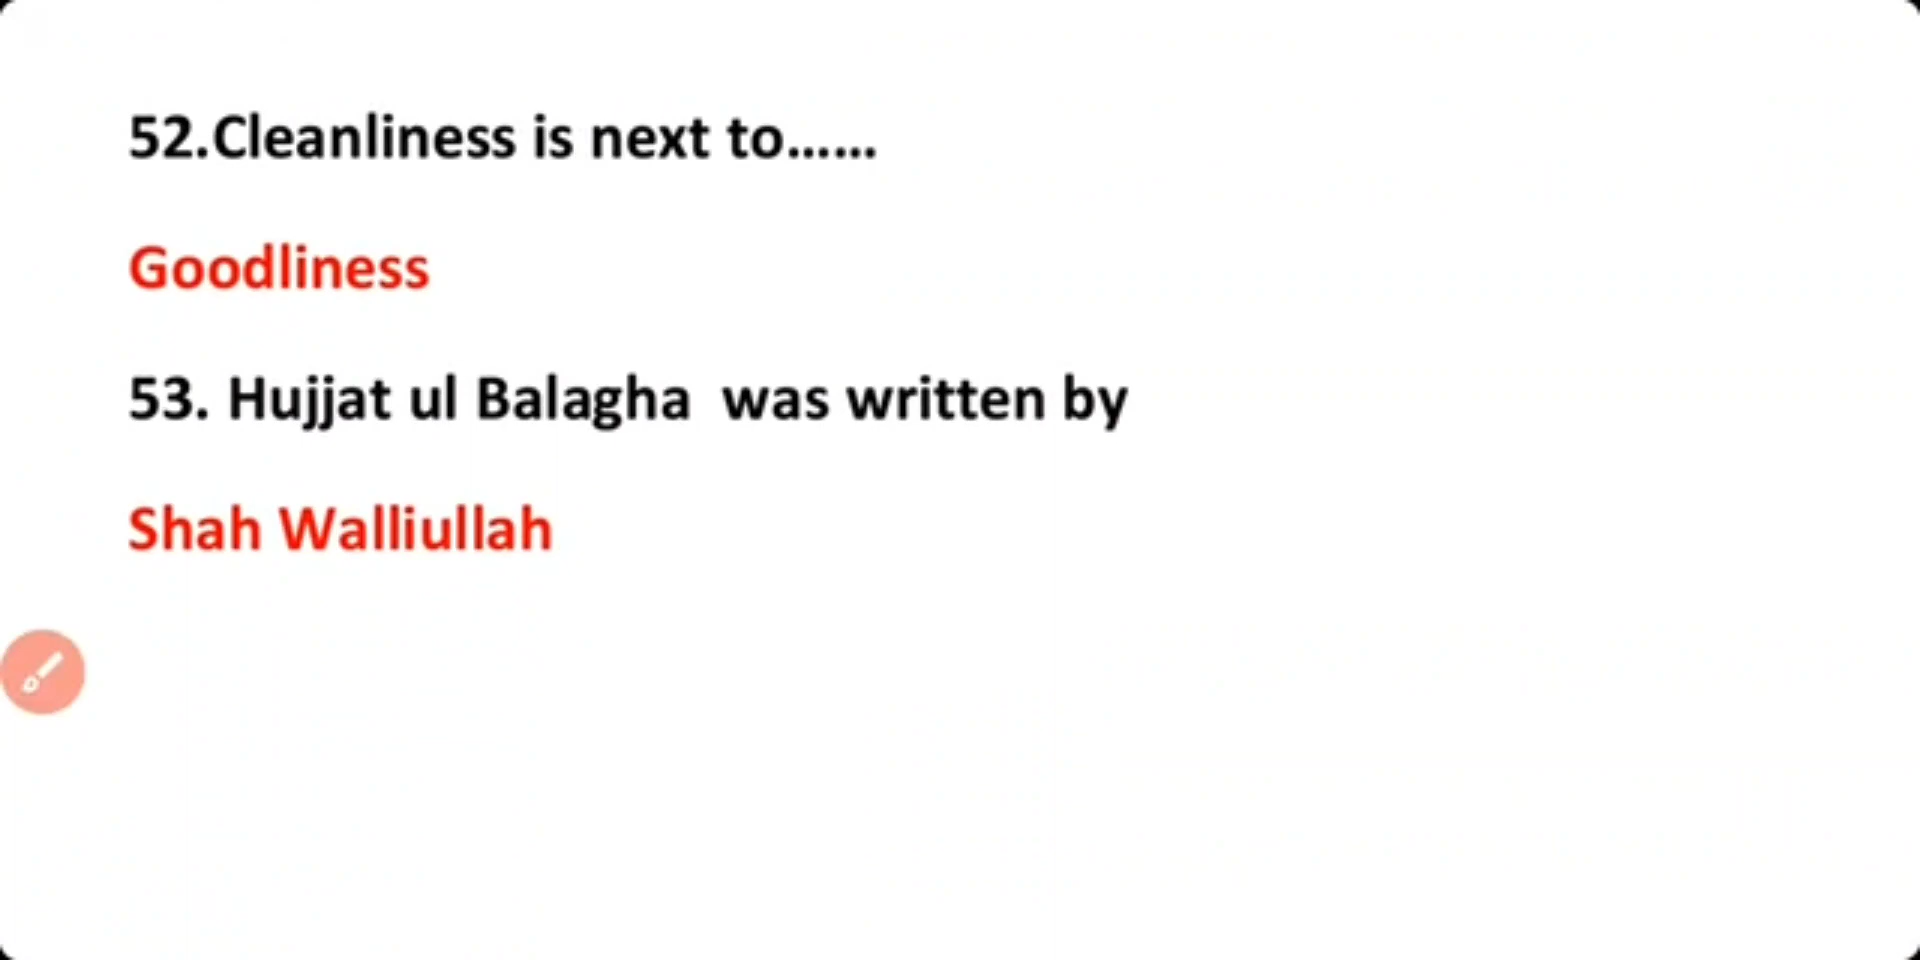 52.Cleanliness is next to......
Goodliness
53. Hujjat ul Balagha was written by
Shah Walliullah